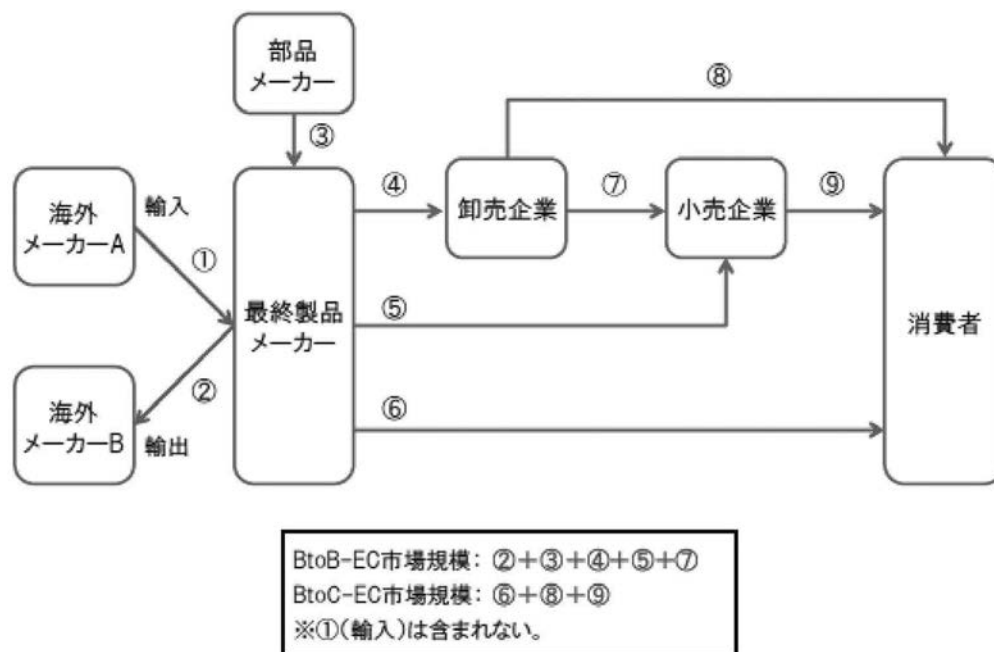 部品
メーカー
③
⑧
海外
メーカーA
輸入
①
④
卸売企業
⑦
小売企業
⑨
最終製品
メーカー
⑤
消費者
海外
メーカーB
②
輸出
⑥
BtoB-EC市場規模: ②+③+④+⑤+⑦
BtoC-EC市場規模: ⑥+⑧+⑨
※①(輸入)は含まれない。